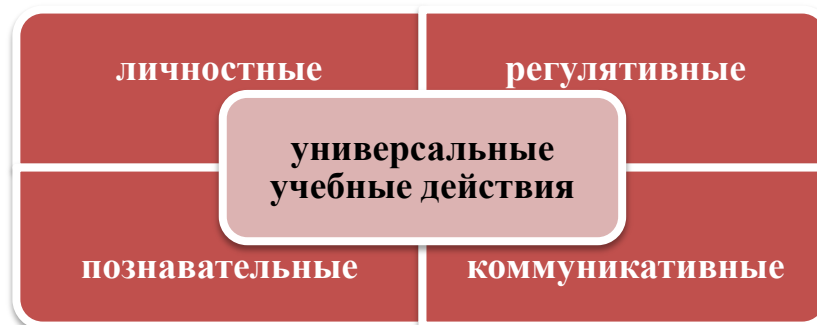 личностные
регулятивные
универсальные
учебные действия
познавательные
коммуникативные